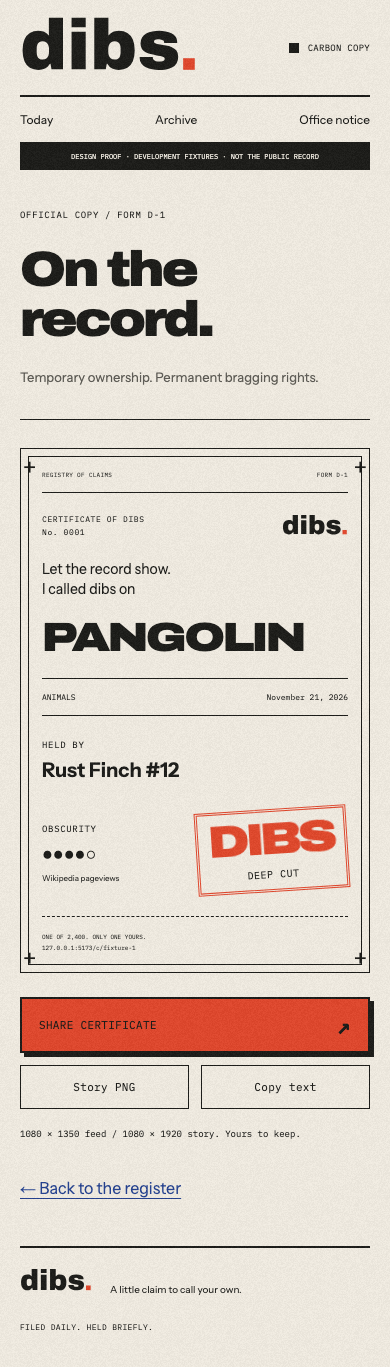 dibs.
CARBON COPY
Today Archive Office notice
DESIGN PROOF · DEVELOPMENT FIXTURES · NOT THE PUBLIC RECORD
OFFICIAL COPY / FORM D-1
On the
record.
Temporary ownership. Permanent bragging rights.
REGISTRY OF CLAIMS FORM D-1
CERTIFICATE OF DIBS
No. 0001
dibs.
Let the record show.
I called dibs on
PANGOLIN
ANIMALS November 21, 2026
HELD BY
Rust Finch #12
OBSCURITY
●●●●○
Wikipedia pageviews
DIBS
DEEP CUT
ONE OF 2,400. ONLY ONE YOURS.
127.0.0.1:5173/c/fixture-1
SHARE CERTIFICATE ↗
Story PNG Copy text
1080 × 1350 feed / 1080 × 1920 story. Yours to keep.
← Back to the register
dibs. A little claim to call your own.
FILED DAILY. HELD BRIEFLY.